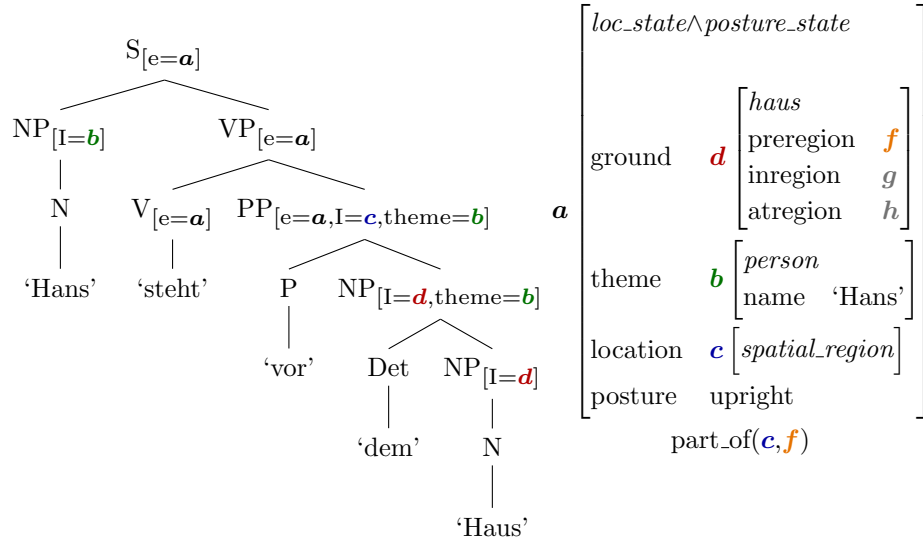 S[e=a]
NP[I=b] VP[e=a]
N V[e=a] PP[e=a,I=c,theme=b]
‘Hans’ ‘steht’ P NP[I=d,theme=b]
‘vor’ Det NP[I=d]
‘dem’ N
‘Haus’
a
loc_state∧posture_state
ground d
haus
preregion f
inregion g
atregion h
theme b
person
name ‘Hans’
location c [spatial_region]
posture upright
part_of(c,f)